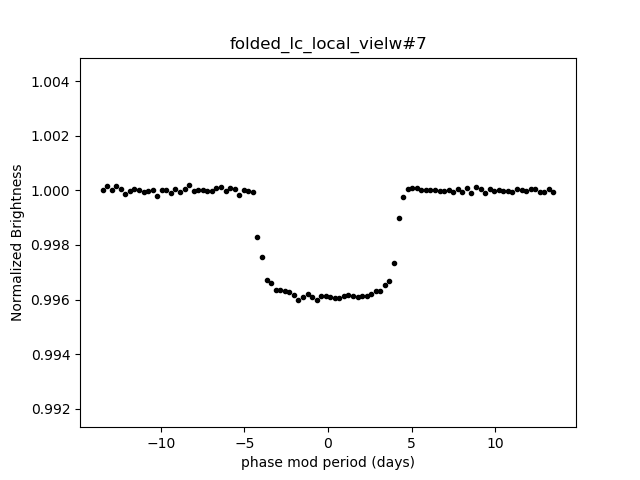 folded_lc_local_vielw#7
1.004
1.002
1.000
0.998
0.996
0.994
0.992
Normalized Brightness
−10 −5 0 5 10
phase mod period (days)